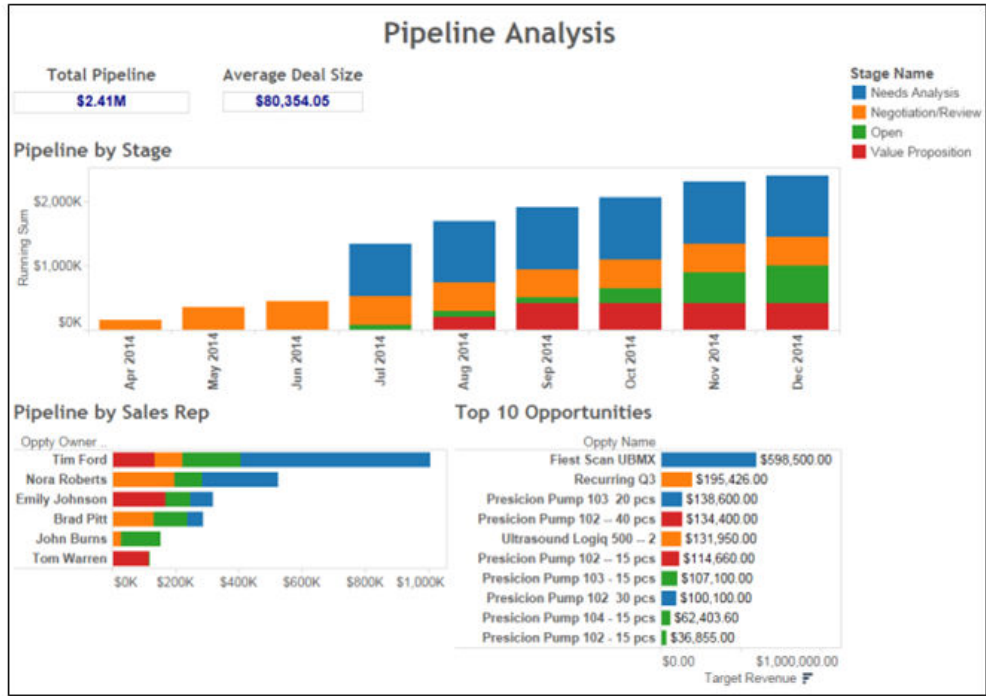 Pipeline Analysis
Total Pipeline
$2.41M
Average Deal Size
$80,354.05
Stage Name
Needs Analysis
Negotiation/Review
Open
Value Proposition
Pipeline by Stage
Running Sum
$2,000K
$1,000K
$0K
Apr 2014
May 2014
Jun 2014
Jul 2014
Aug 2014
Sep 2014
Oct 2014
Nov 2014
Dec 2014
Pipeline by Sales Rep
Oppty Owner ..
Tim Ford
Nora Roberts
Emily Johnson
Brad Pitt
John Burns
Tom Warren
$0K $200K $400K $600K $800K $1,000K
Top 10 Opportunities
Oppty Name
Fiest Scan UBMX $598,500.00
Recurring Q3 $195,426.00
Presicion Pump 103 20 pcs $138,600.00
Presicion Pump 102 -- 40 pcs $134,400.00
Ultrasound Logiq 500 -- 2 $131,950.00
Presicion Pump 102 -- 15 pcs $114,660.00
Presicion Pump 103 - 15 pcs $107,100.00
Presicion Pump 102 30 pcs $100,100.00
Presicion Pump 104 - 15 pcs $62,403.60
Presicion Pump 102 - 15 pcs $36,855.00
$0.00 $1,000,000.00
Target Revenue